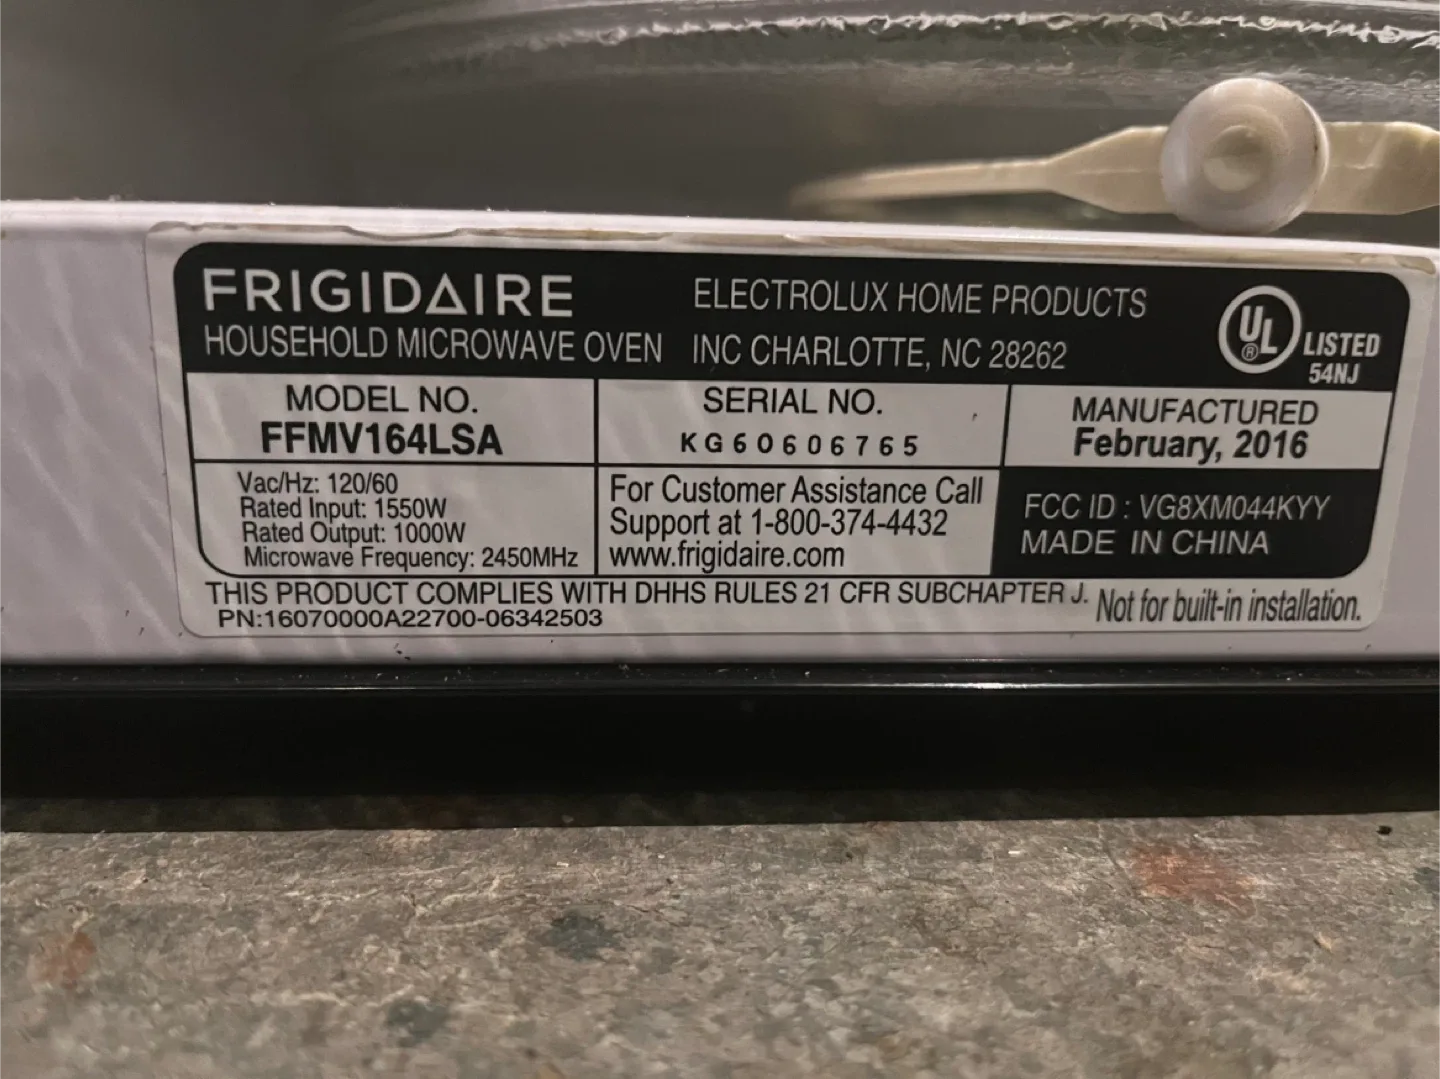 FRIGIDAIRE
HOUSEHOLD MICROWAVE OVEN
ELECTROLUX HOME PRODUCTS
INC CHARLOTTE, NC 28262
UL
®
LISTED
54NJ
MODEL NO.
FFMV164LSA
SERIAL NO.
KG60606765
MANUFACTURED
February, 2016
Vac/Hz: 120/60
Rated Input: 1550W
Rated Output: 1000W
Microwave Frequency: 2450MHz
For Customer Assistance Call
Support at 1-800-374-4432
www.frigidaire.com
FCC ID : VG8XM044KYY
MADE IN CHINA
THIS PRODUCT COMPLIES WITH DHHS RULES 21 CFR SUBCHAPTER J.
Not for built-in installation.
PN:16070000A22700-06342503